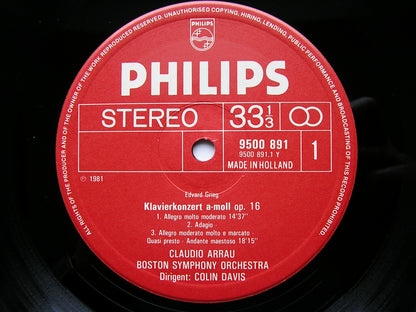 ALL RIGHTS OF THE PRODUCER AND OF THE OWNER OF THE WORK REPRODUCED RESERVED. UNAUTHORISED COPYING, HIRING, LENDING, PUBLIC PERFORMANCE AND BROADCASTING OF THIS RECORD PROHIBITED.
PHILIPS
PHILIPS
STEREO 33 1/3
9500 891
9500 891.1 Y
MADE IN HOLLAND
1
℗ 1981
Edvard Grieg
Klavierkonzert a-moll op. 16
1. Allegro molto moderato 14'37''
2. Adagio -
3. Allegro moderato molto e marcato -
Quasi presto - Andante maestoso 18'15''
CLAUDIO ARRAU
BOSTON SYMPHONY ORCHESTRA
Dirigent: COLIN DAVIS